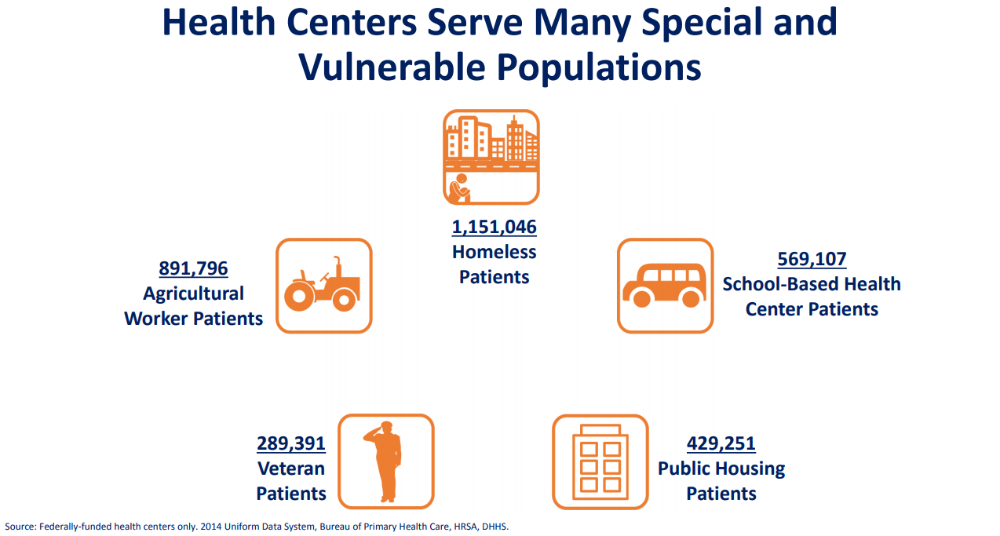 Health Centers Serve Many Special and
Vulnerable Populations
1,151,046
Homeless
Patients
891,796
Agricultural
Worker Patients
569,107
School-Based Health
Center Patients
289,391
Veteran
Patients
429,251
Public Housing
Patients
Source: Federally-funded health centers only. 2014 Uniform Data System, Bureau of Primary Health Care, HRSA, DHHS.